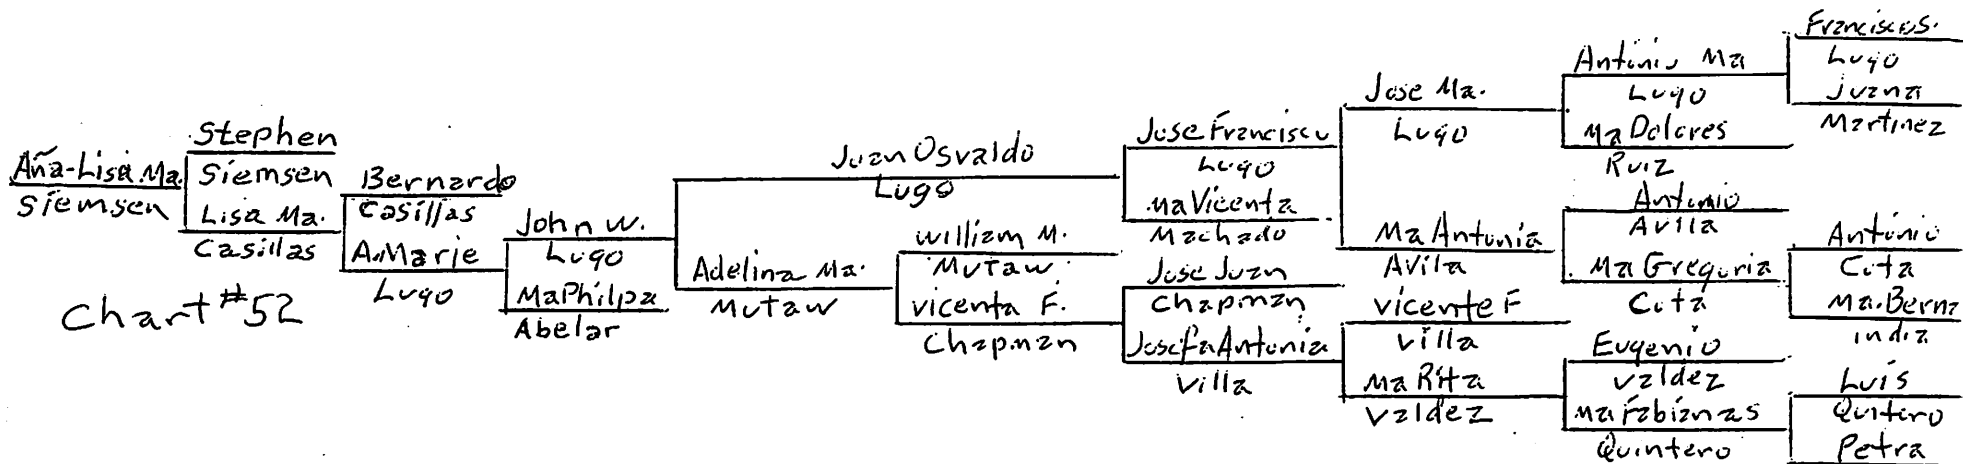 Aña-Lisa Ma.
Siemsen
Chart #52
Stephen
Siemsen
Lisa Ma.
Casillas
Bernardo
Casillas
A.Marie
Lugo
John W.
Lugo
MaPhilpa
Abelar
Juan Osvaldo
Lugo
Adelina Ma.
Mutaw
William M.
Mutaw
Vicenta F.
Chapman
Jose Francisco
Lugo
Ma Vicenta
Machado
Jose Juan
Chapman
Josefa Antonia
Villa
Jose Ma.
Lugo
Ma Antonia
Avila
Vicente F
Villa
Ma Rita
Valdez
Antonio Ma
Lugo
Ma Dolores
Ruiz
Antonio
Avila
Ma Gregoria
Cota
Eugenio
Valdez
Ma Fabianas
Quintero
Francisco S.
Lugo
Juana
Martinez
Antonio
Cota
Ma. Berna
india
Luis
Quitero
Petra